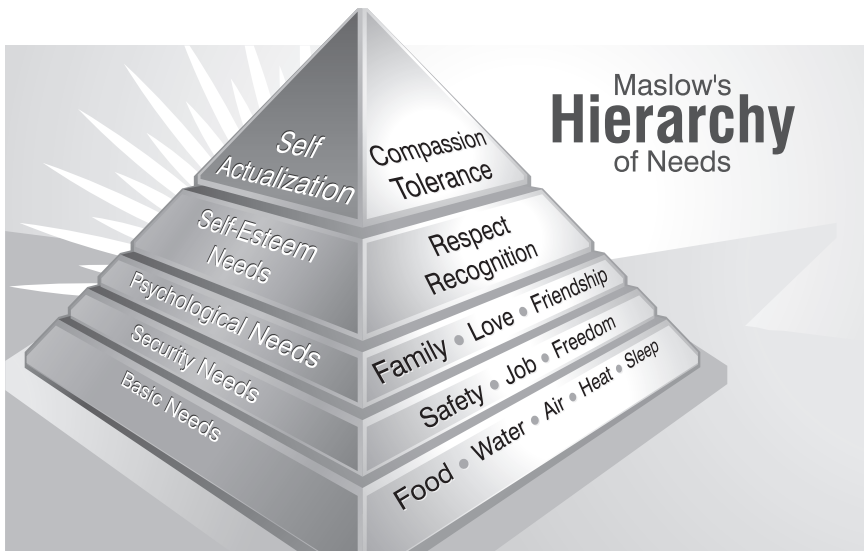 Maslow's
Hierarchy
of Needs
Self
Actualization
Compassion
Tolerance
Self-Esteem
Needs
Respect
Recognition
Psychological Needs
Family • Love • Friendship
Security Needs
Safety • Job • Freedom
Basic Needs
Food • Water • Air • Heat • Sleep